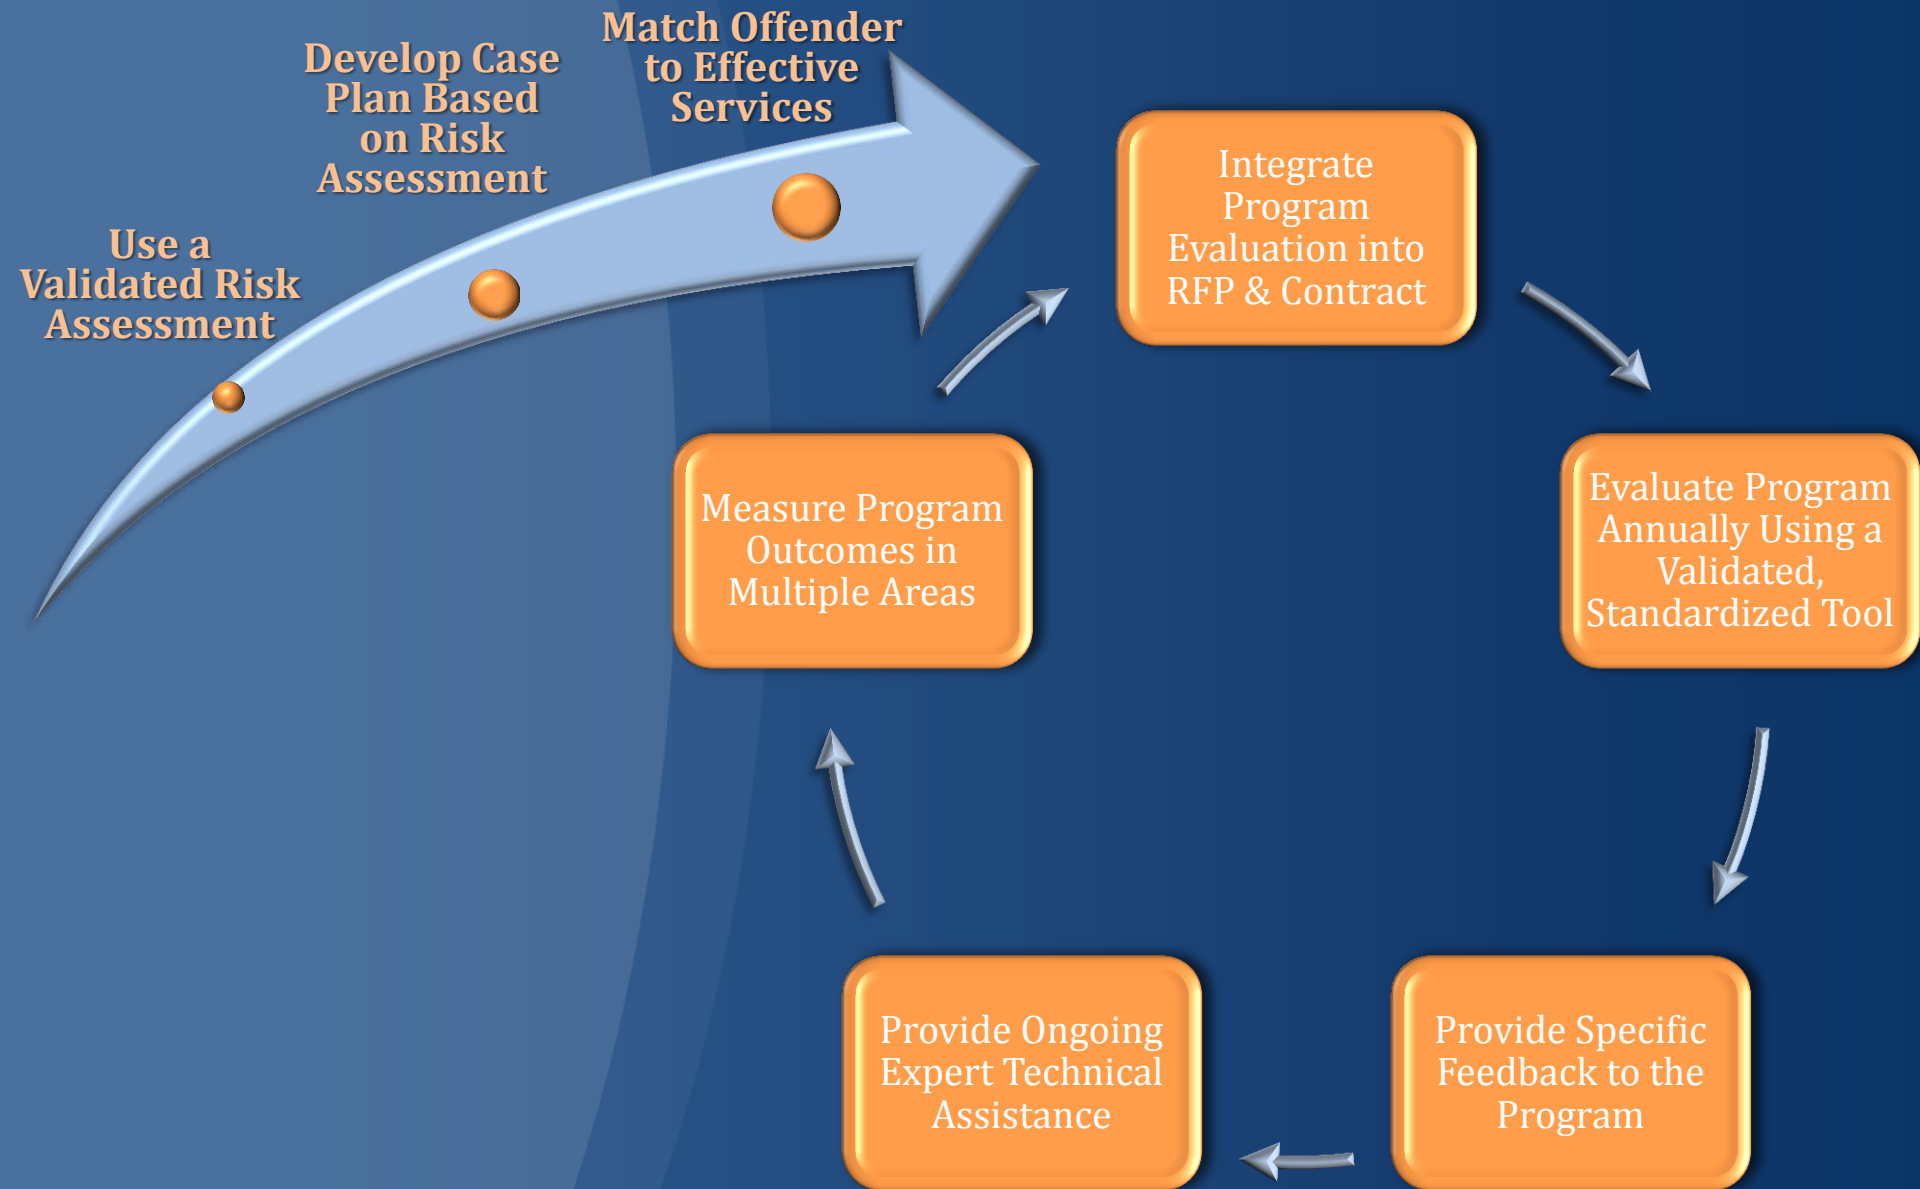 Use a
Validated Risk
Assessment
Develop Case
Plan Based
on Risk
Assessment
Match Offender
to Effective
Services
Integrate
Program
Evaluation into
RFP & Contract
Evaluate Program
Annually Using a
Validated,
Standardized Tool
Provide Specific
Feedback to the
Program
Provide Ongoing
Expert Technical
Assistance
Measure Program
Outcomes in
Multiple Areas